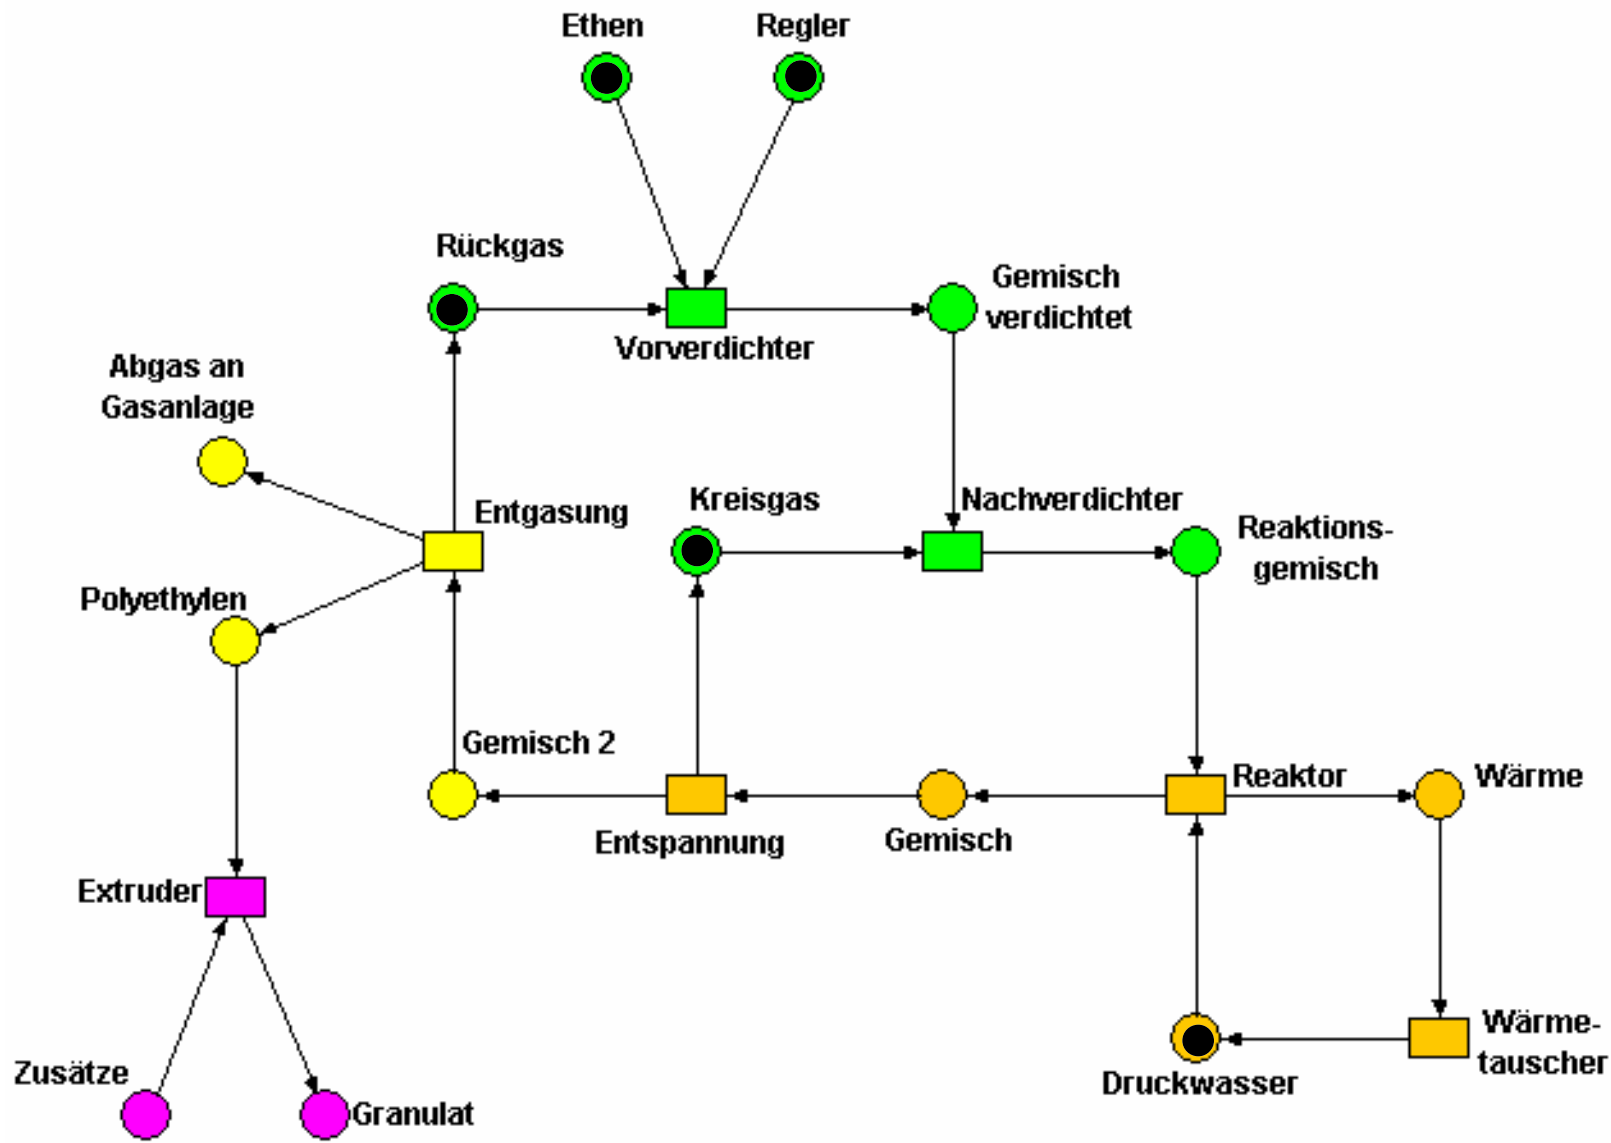 Ethen
Regler
Rückgas
Gemisch
verdichtet
Vorverdichter
Abgas an
Gasanlage
Entgasung
Kreisgas
Nachverdichter
Reaktions-
gemisch
Polyethylen
Gemisch 2
Reaktor
Wärme
Entspannung
Gemisch
Extruder
Wärme-
tauscher
Zusätze
Druckwasser
Granulat